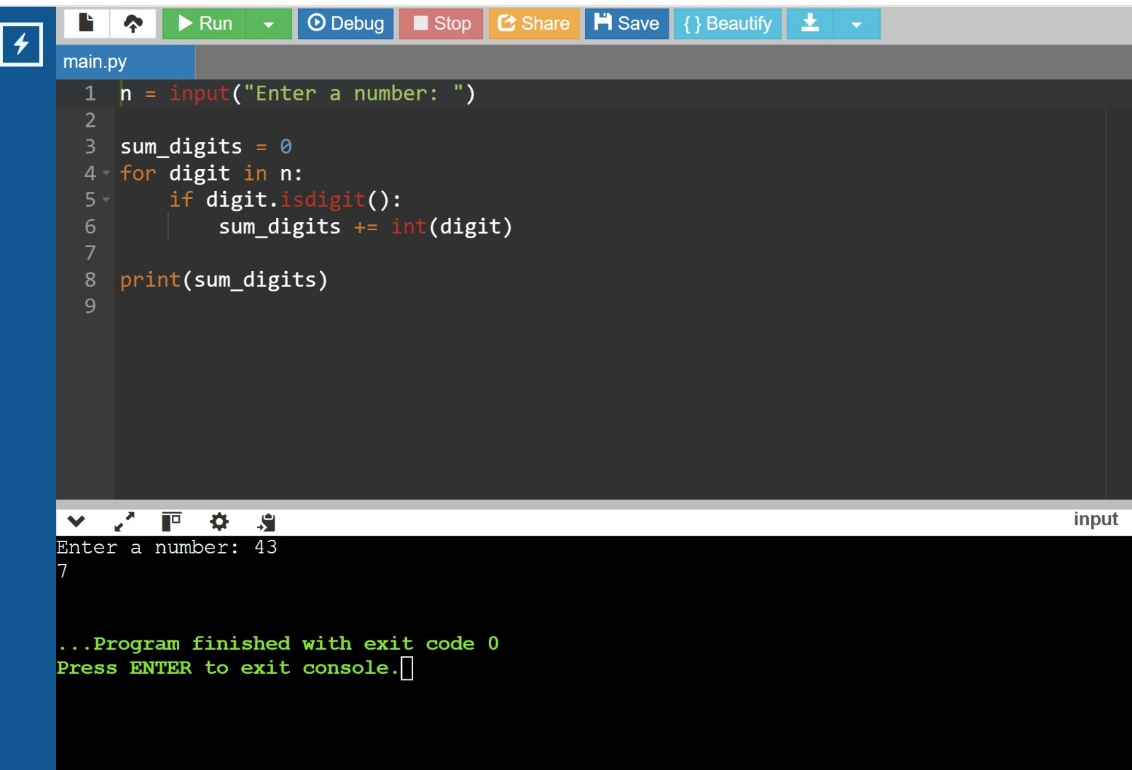 Run Debug Stop Share Save { } Beautify
main.py
1 n = input("Enter a number: ")
2
3 sum_digits = 0
4 for digit in n:
5     if digit.isdigit():
6         sum_digits += int(digit)
7
8 print(sum_digits)
9
input
Enter a number: 43
7
...Program finished with exit code 0
Press ENTER to exit console.